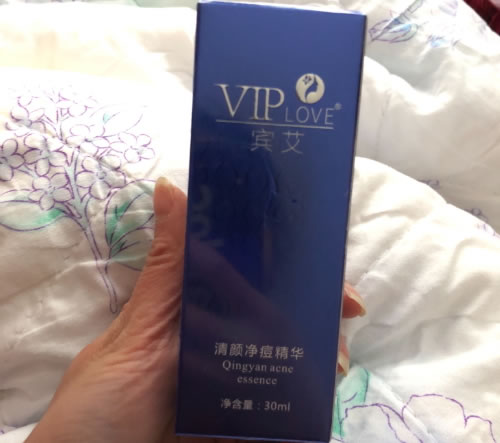 VIP LOVE®
宾艾
清颜净痘精华
Qingyan acne
essence
净含量：30ml